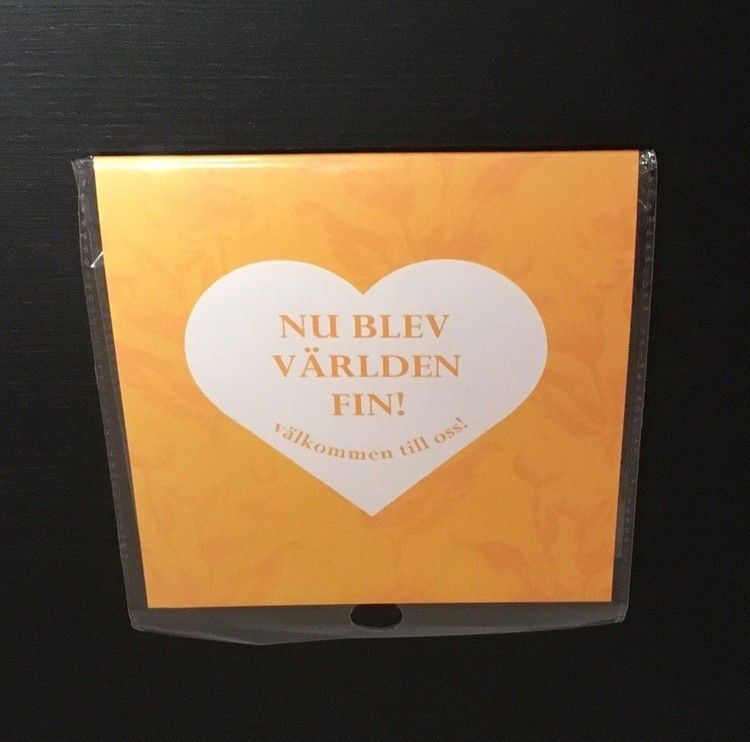 NU BLEV
VÄRLDEN
FIN!
välkommen till oss!